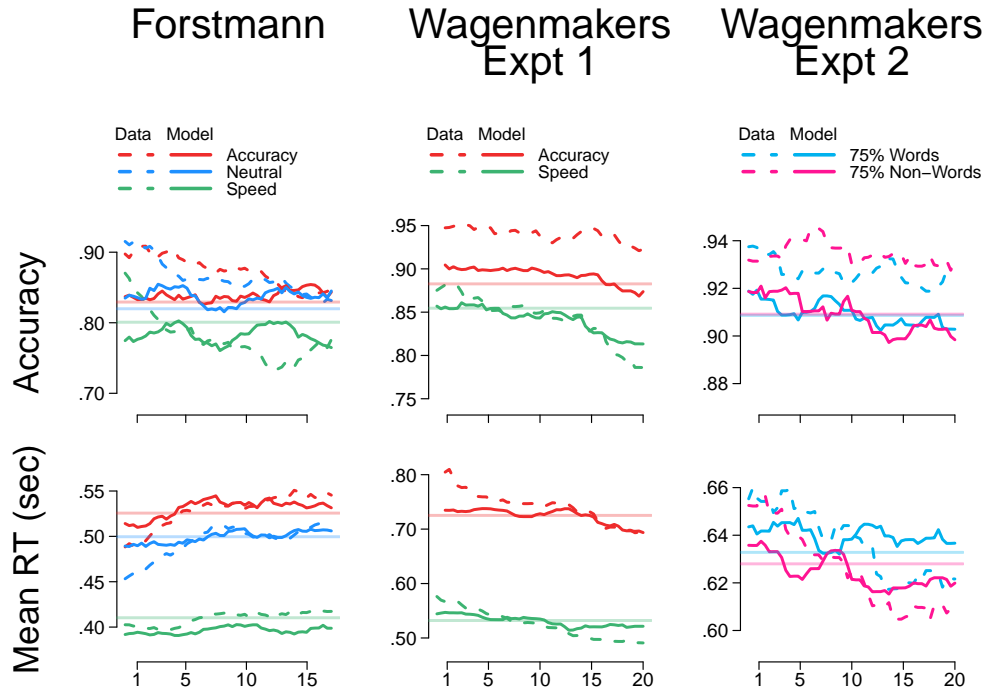 Forstmann
Wagenmakers
Expt 1
Wagenmakers
Expt 2
Data Model
Accuracy
Neutral
Speed
Data Model
Accuracy
Speed
Data Model
75% Words
75% Non−Words
Accuracy
.90
.80
.70
.95
.90
.85
.80
.75
.94
.92
.90
.88
Mean RT (sec)
.55
.50
.45
.40
.80
.70
.60
.50
.66
.64
.62
.60
1 5 10 15
1 5 10 15 20
1 5 10 15 20